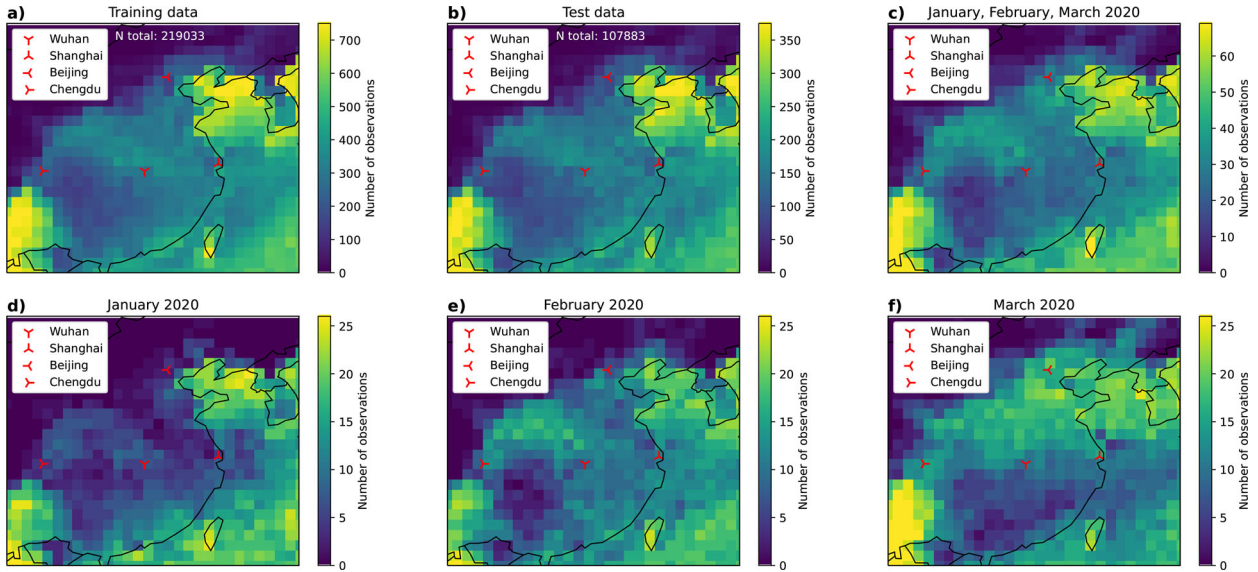 a)
Training data
N total: 219033
Wuhan
Shanghai
Beijing
Chengdu
700
600
500
400
300
200
100
0
Number of observations
b)
Test data
N total: 107883
Wuhan
Shanghai
Beijing
Chengdu
350
300
250
200
150
100
50
0
Number of observations
c)
January, February, March 2020
Wuhan
Shanghai
Beijing
Chengdu
60
50
40
30
20
10
0
Number of observations
d)
January 2020
Wuhan
Shanghai
Beijing
Chengdu
25
20
15
10
5
0
Number of observations
e)
February 2020
Wuhan
Shanghai
Beijing
Chengdu
25
20
15
10
5
0
Number of observations
f)
March 2020
Wuhan
Shanghai
Beijing
Chengdu
25
20
15
10
5
0
Number of observations